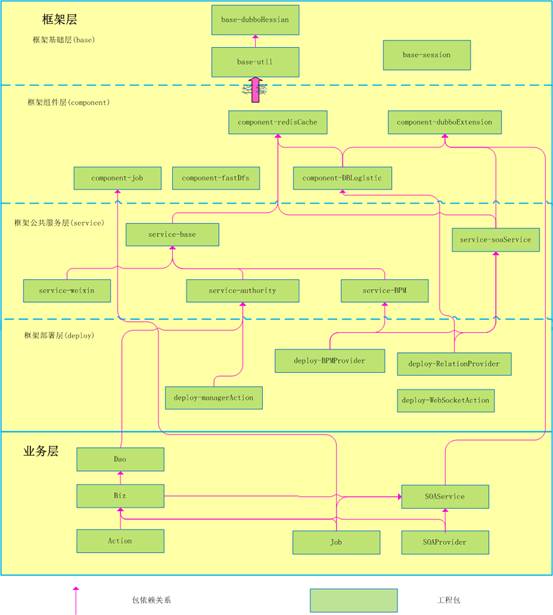 框架层
base-dubboHessian
框架基础层(base)
base-util
base-session
框架组件层(component)
component-redisCache
component-dubboExtension
component-job
component-fastDfs
component-DBLogistic
框架公共服务层(service)
service-base
service-soaService
service-weixin
service-authority
service-BPM
框架部署层(deploy)
deploy-BPMProvider
deploy-RelationProvider
deploy-managerAction
deploy-WebSocketAction
业务层
Dao
Biz
SOAService
Action
Job
SOAProvider
包依赖关系
工程包